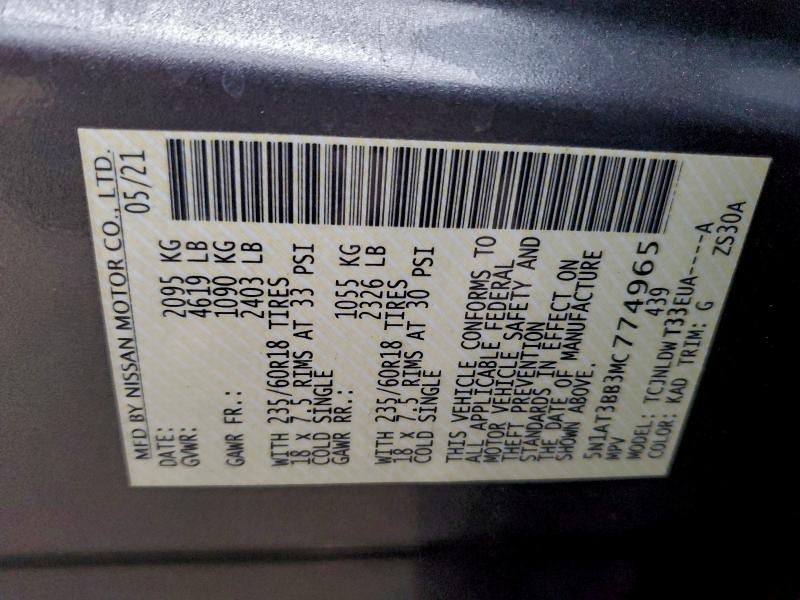 MFD BY NISSAN MOTOR CO., LTD.
DATE: 05/21
GVWR: 2095 KG
4619 LB
GAWR FR.: 1090 KG
2403 LB
WITH 235/60R18 TIRES
18 X 7.5 RIMS AT 33 PSI
COLD SINGLE
GAWR RR.: 1055 KG
2326 LB
WITH 235/60R18 TIRES
18 X 7.5 RIMS AT 30 PSI
COLD SINGLE
THIS VEHICLE CONFORMS TO
ALL APPLICABLE FEDERAL
MOTOR VEHICLE SAFETY AND
THEFT PREVENTION
STANDARDS IN EFFECT ON
THE DATE OF MANUFACTURE
SHOWN ABOVE.
5N1AT3BB3MC774965
MPV 439
MODEL: TCJNLDWT33EUA----A
COLOR: KAD TRIM: G ZS30A